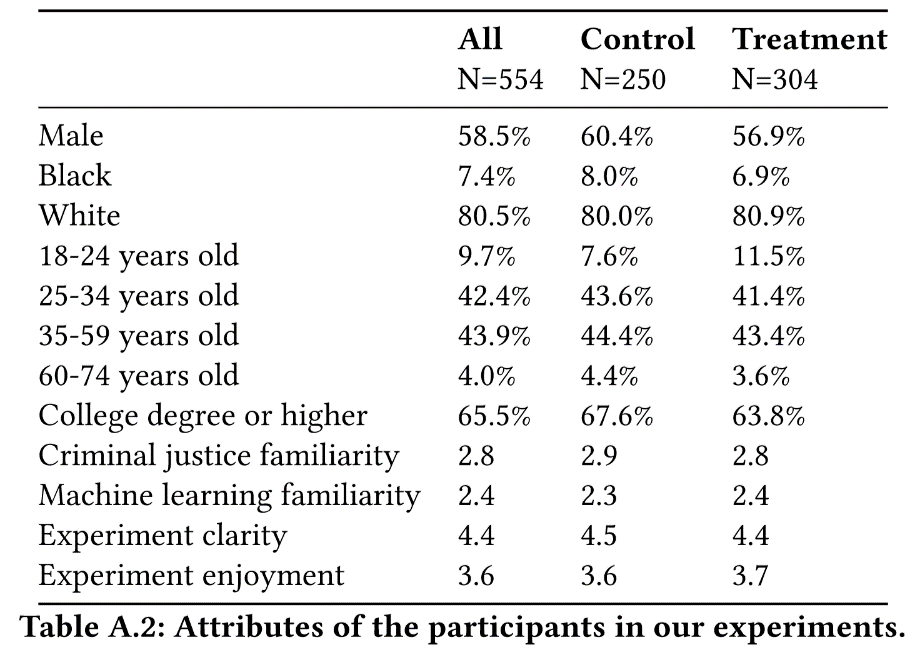 All Control Treatment
N=554 N=250 N=304
Male 58.5% 60.4% 56.9%
Black 7.4% 8.0% 6.9%
White 80.5% 80.0% 80.9%
18-24 years old 9.7% 7.6% 11.5%
25-34 years old 42.4% 43.6% 41.4%
35-59 years old 43.9% 44.4% 43.4%
60-74 years old 4.0% 4.4% 3.6%
College degree or higher 65.5% 67.6% 63.8%
Criminal justice familiarity 2.8 2.9 2.8
Machine learning familiarity 2.4 2.3 2.4
Experiment clarity 4.4 4.5 4.4
Experiment enjoyment 3.6 3.6 3.7
Table A.2: Attributes of the participants in our experiments.